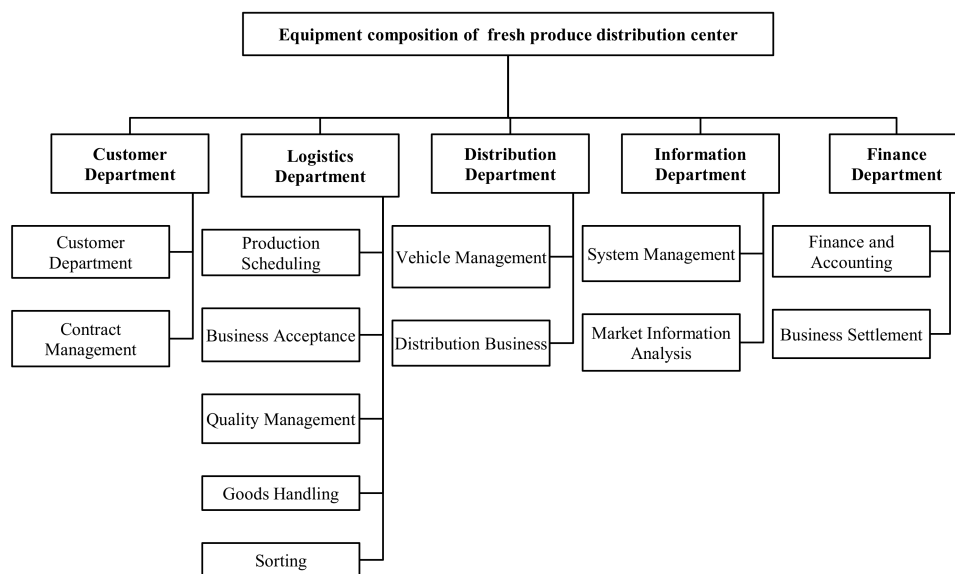 Equipment composition of fresh produce distribution center
Customer
Department
Logistics
Department
Distribution
Department
Information
Department
Finance
Department
Customer
Department
Contract
Management
Production
Scheduling
Business Acceptance
Quality Management
Goods Handling
Sorting
Vehicle Management
Distribution Business
System Management
Market Information
Analysis
Finance and
Accounting
Business Settlement